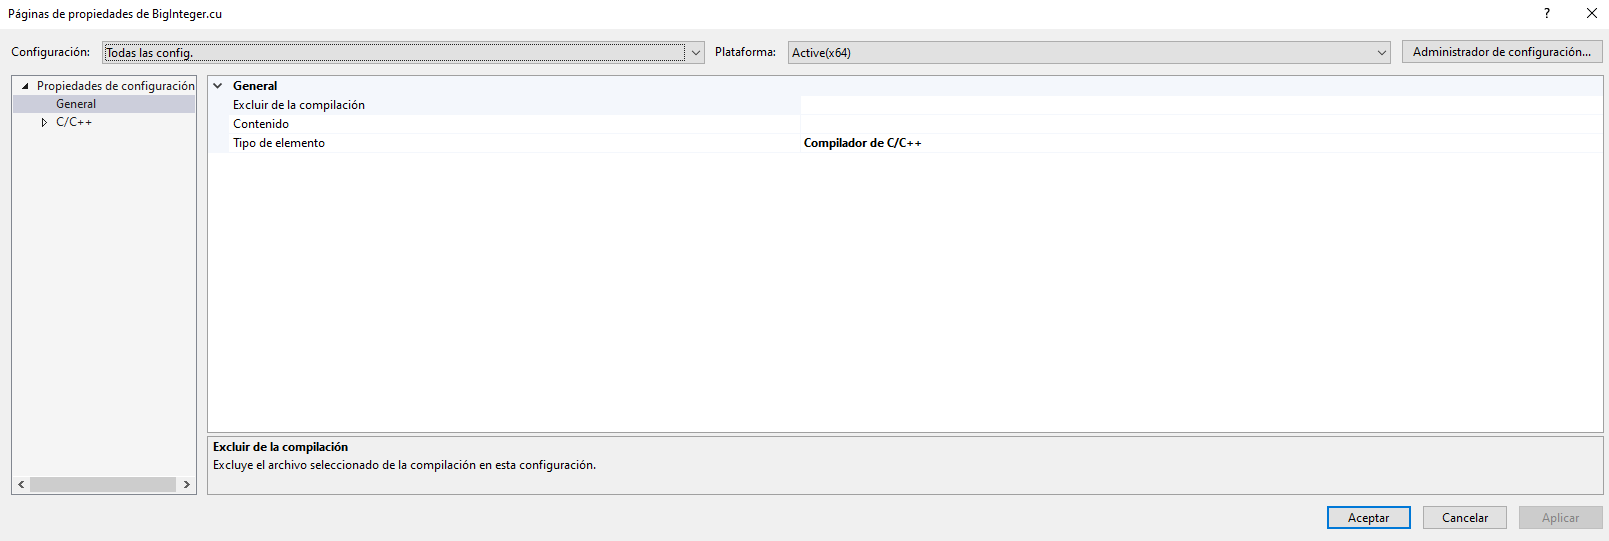 Páginas de propiedades de BigInteger.cu
?
Configuración: Todas las config. Plataforma: Active(x64) Administrador de configuración...
Propiedades de configuración
General
C/C++
General
Excluir de la compilación
Contenido
Tipo de elemento Compilador de C/C++
Excluir de la compilación
Excluye el archivo seleccionado de la compilación en esta configuración.
Aceptar Cancelar Aplicar